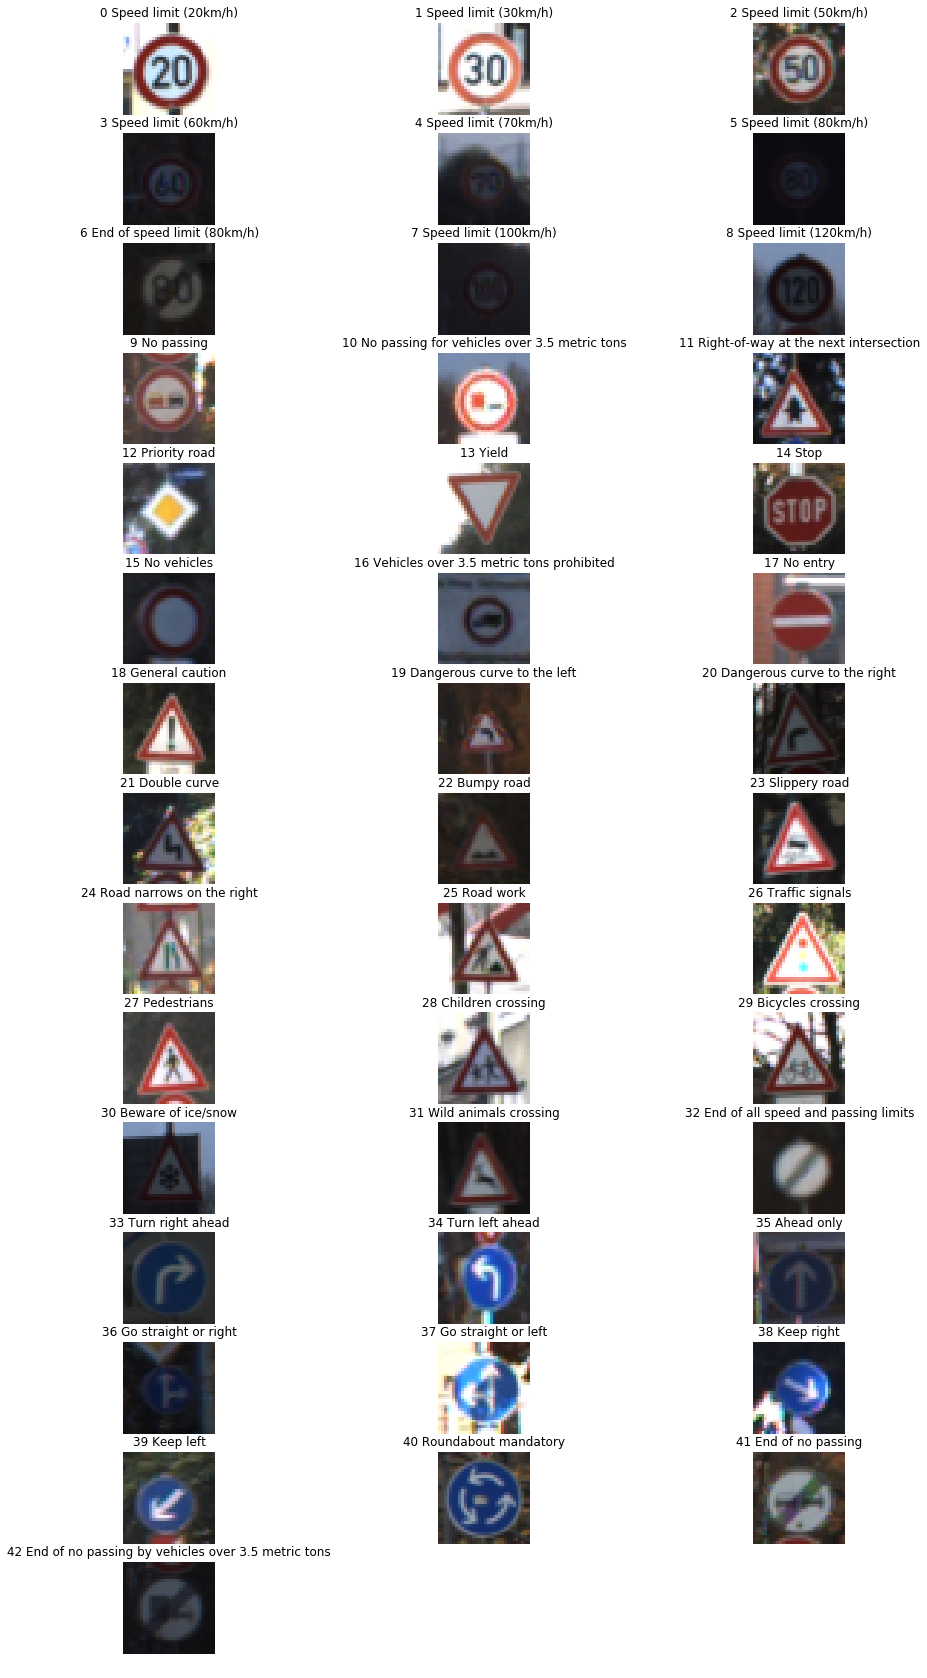 0 Speed limit (20km/h)
1 Speed limit (30km/h)
2 Speed limit (50km/h)
20
30
50
3 Speed limit (60km/h)
4 Speed limit (70km/h)
5 Speed limit (80km/h)
60
70
80
6 End of speed limit (80km/h)
7 Speed limit (100km/h)
8 Speed limit (120km/h)
80
100
120
9 No passing
10 No passing for vehicles over 3.5 metric tons
11 Right-of-way at the next intersection
12 Priority road
13 Yield
14 Stop
STOP
15 No vehicles
16 Vehicles over 3.5 metric tons prohibited
17 No entry
18 General caution
19 Dangerous curve to the left
20 Dangerous curve to the right
21 Double curve
22 Bumpy road
23 Slippery road
24 Road narrows on the right
25 Road work
26 Traffic signals
27 Pedestrians
28 Children crossing
29 Bicycles crossing
30 Beware of ice/snow
31 Wild animals crossing
32 End of all speed and passing limits
33 Turn right ahead
34 Turn left ahead
35 Ahead only
36 Go straight or right
37 Go straight or left
38 Keep right
39 Keep left
40 Roundabout mandatory
41 End of no passing
42 End of no passing by vehicles over 3.5 metric tons